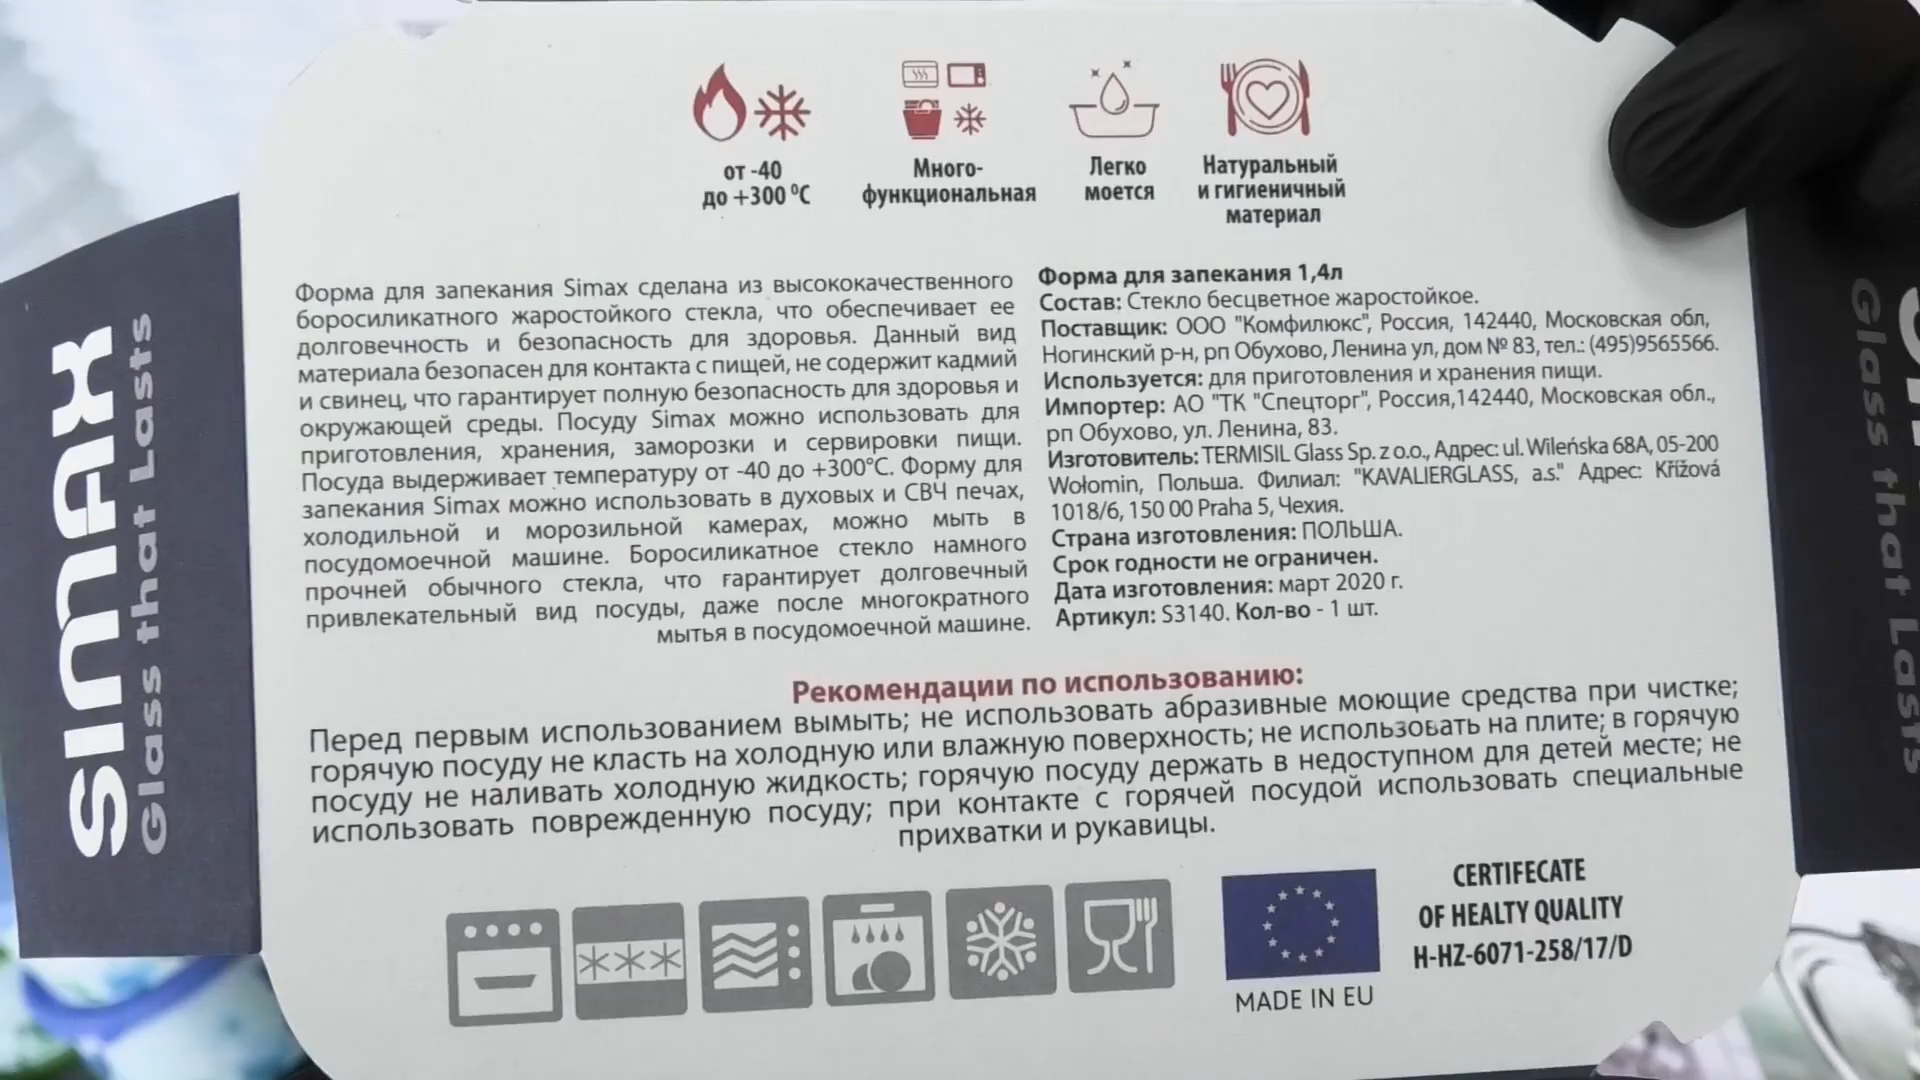 от -40
до +300 °C
Много-
функциональная
Легко
моется
Натуральный
и гигиеничный
материал
Форма для запекания Simax сделана из высококачественного
боросиликатного жаростойкого стекла, что обеспечивает ее
долговечность и безопасность для здоровья. Данный вид
материала безопасен для контакта с пищей, не содержит кадмий
и свинец, что гарантирует полную безопасность для здоровья и
окружающей среды. Посуду Simax можно использовать для
приготовления, хранения, заморозки и сервировки пищи.
Посуда выдерживает температуру от -40 до +300°С. Форму для
запекания Simax можно использовать в духовых и СВЧ печах,
холодильной и морозильной камерах, можно мыть в
посудомоечной машине. Боросиликатное стекло намного
прочней обычного стекла, что гарантирует долговечный
привлекательный вид посуды, даже после многократного
мытья в посудомоечной машине.
Форма для запекания 1,4л
Состав: Стекло бесцветное жаростойкое.
Поставщик: ООО "Комфилюкс", Россия, 142440, Московская обл,
Ногинский р-н, рп Обухово, Ленина ул, дом № 83, тел.: (495)9565566.
Используется: для приготовления и хранения пищи.
Импортер: АО "ТК "Спецторг", Россия,142440, Московская обл.,
рп Обухово, ул. Ленина, 83.
Изготовитель: TERMISIL Glass Sp. z o.o., Адрес: ul. Wileńska 68A, 05-200
Wołomin, Польша. Филиал: "KAVALIERGLASS, a.s." Адрес: Křížová
1018/6, 150 00 Praha 5, Чехия.
Страна изготовления: ПОЛЬША.
Срок годности не ограничен.
Дата изготовления: март 2020 г.
Артикул: S3140. Кол-во - 1 шт.
Рекомендации по использованию:
Перед первым использованием вымыть; не использовать абразивные моющие средства при чистке;
горячую посуду не класть на холодную или влажную поверхность; не использовать на плите; в горячую
посуду не наливать холодную жидкость; горячую посуду держать в недоступном для детей месте; не
использовать поврежденную посуду; при контакте с горячей посудой использовать специальные
прихватки и рукавицы.
MADE IN EU
CERTIFECATE
OF HEALTY QUALITY
H-HZ-6071-258/17/D
SIMAX
Glass that Lasts
Glass that Lasts